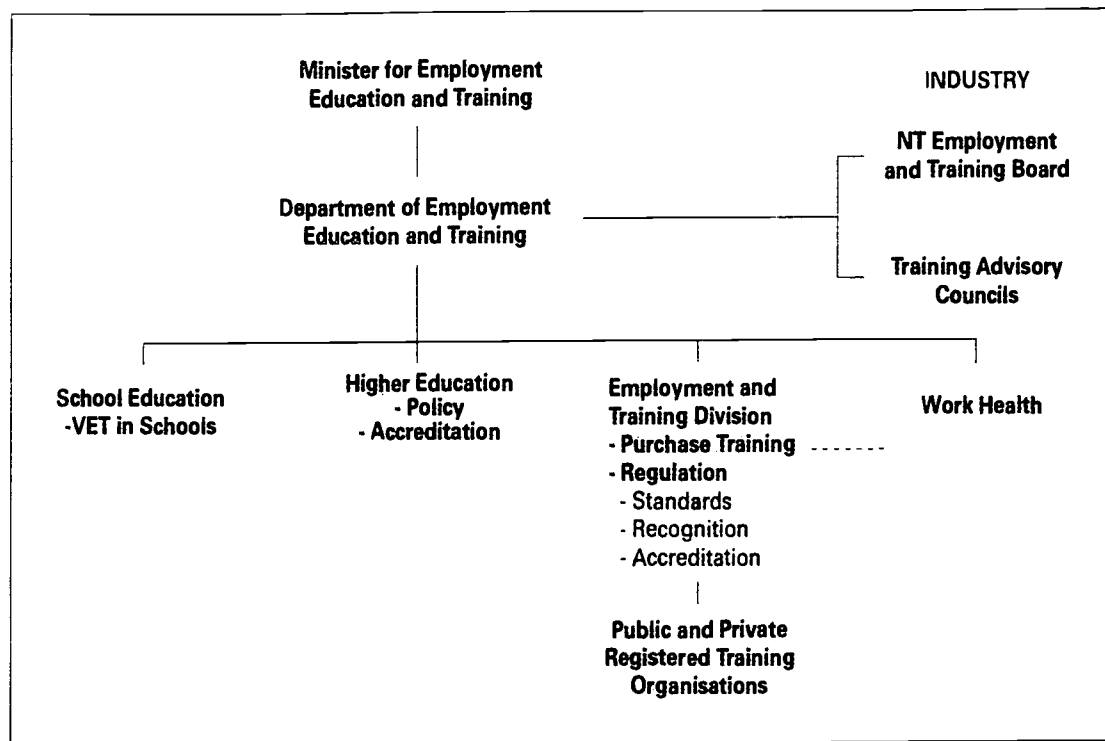 Minister for Employment
Education and Training
INDUSTRY
NT Employment
and Training Board
Department of Employment
Education and Training
Training Advisory
Councils
School Education
-VET in Schools
Higher Education
- Policy
- Accreditation
Employment and
Training Division
- Purchase Training
- Regulation
- Standards
- Recognition
- Accreditation
Work Health
Public and Private
Registered Training
Organisations